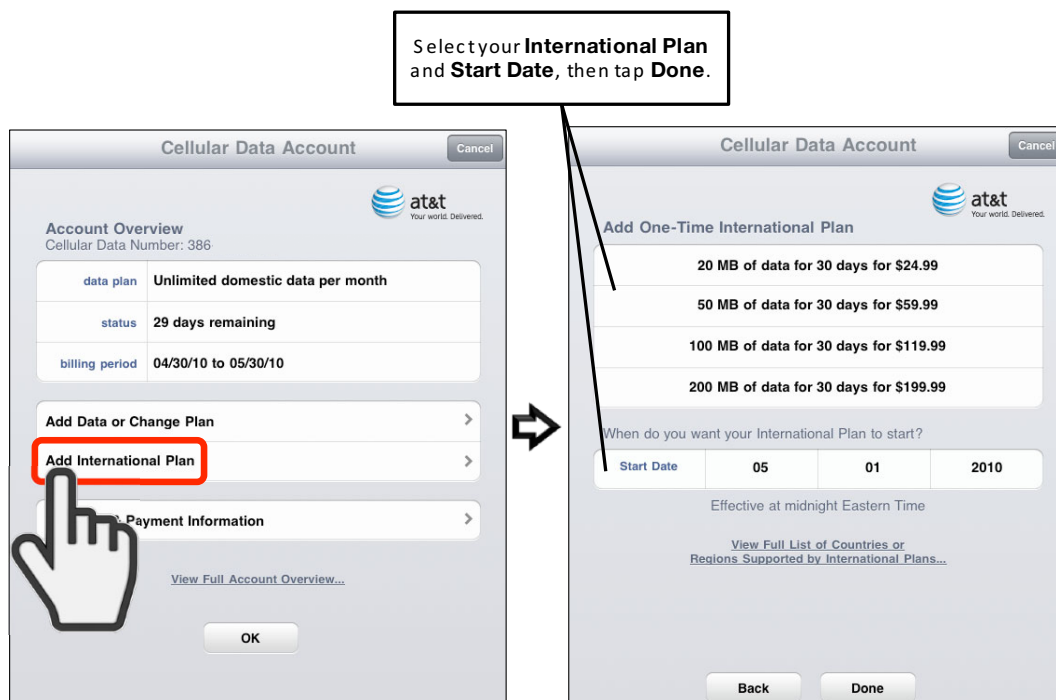 Select your International Plan
and Start Date, then tap Done.
Cellular Data Account
Cancel
at&t
Your world. Delivered.
Account Overview
Cellular Data Number: 386
data plan Unlimited domestic data per month
status 29 days remaining
billing period 04/30/10 to 05/30/10
Add Data or Change Plan
Add International Plan
Payment Information
View Full Account Overview...
OK
Cellular Data Account
Cancel
at&t
Your world. Delivered.
Add One-Time International Plan
20 MB of data for 30 days for $24.99
50 MB of data for 30 days for $59.99
100 MB of data for 30 days for $119.99
200 MB of data for 30 days for $199.99
When do you want your International Plan to start?
Start Date 05 01 2010
Effective at midnight Eastern Time
View Full List of Countries or
Regions Supported by International Plans...
Back Done